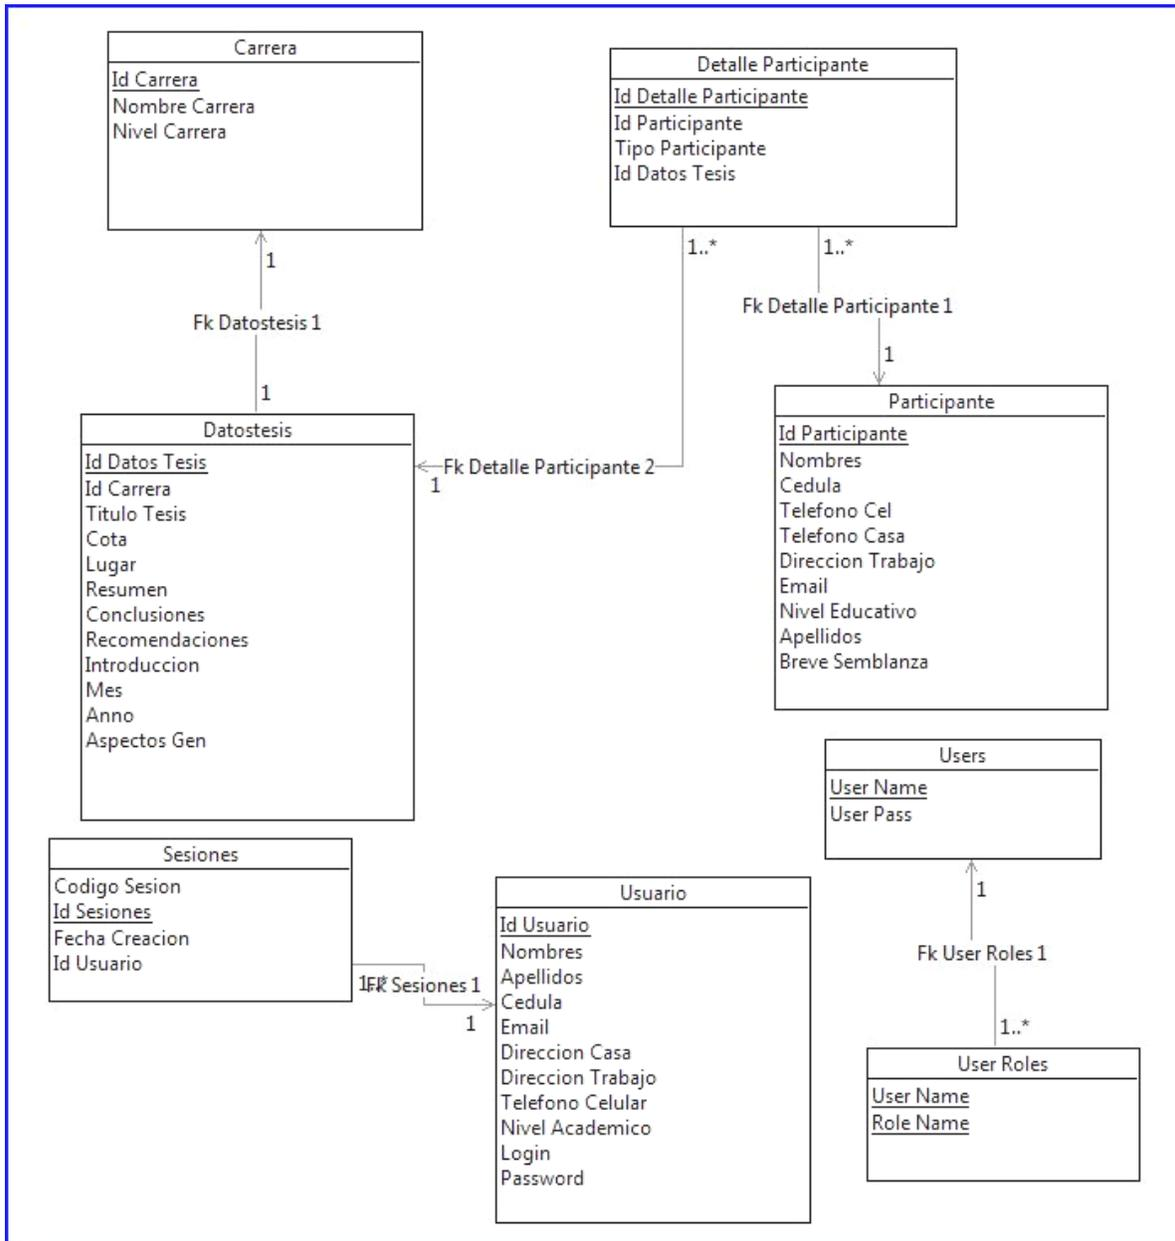 Carrera
Id Carrera
Nombre Carrera
Nivel Carrera
Detalle Participante
Id Detalle Participante
Id Participante
Tipo Participante
Id Datos Tesis
1
Fk Datostesis 1
1
1..*
1..*
Fk Detalle Participante 1
1
Datostesis
Id Datos Tesis
Id Carrera
Titulo Tesis
Cota
Lugar
Resumen
Conclusiones
Recomendaciones
Introduccion
Mes
Anno
Aspectos Gen
Fk Detalle Participante 2
1
Participante
Id Participante
Nombres
Cedula
Telefono Cel
Telefono Casa
Direccion Trabajo
Email
Nivel Educativo
Apellidos
Breve Semblanza
Users
User Name
User Pass
Sesiones
Codigo Sesion
Id Sesiones
Fecha Creacion
Id Usuario
1..*
Fk Sesiones 1
1
Usuario
Id Usuario
Nombres
Apellidos
Cedula
Email
Direccion Casa
Direccion Trabajo
Telefono Celular
Nivel Academico
Login
Password
1
Fk User Roles 1
1..*
User Roles
User Name
Role Name